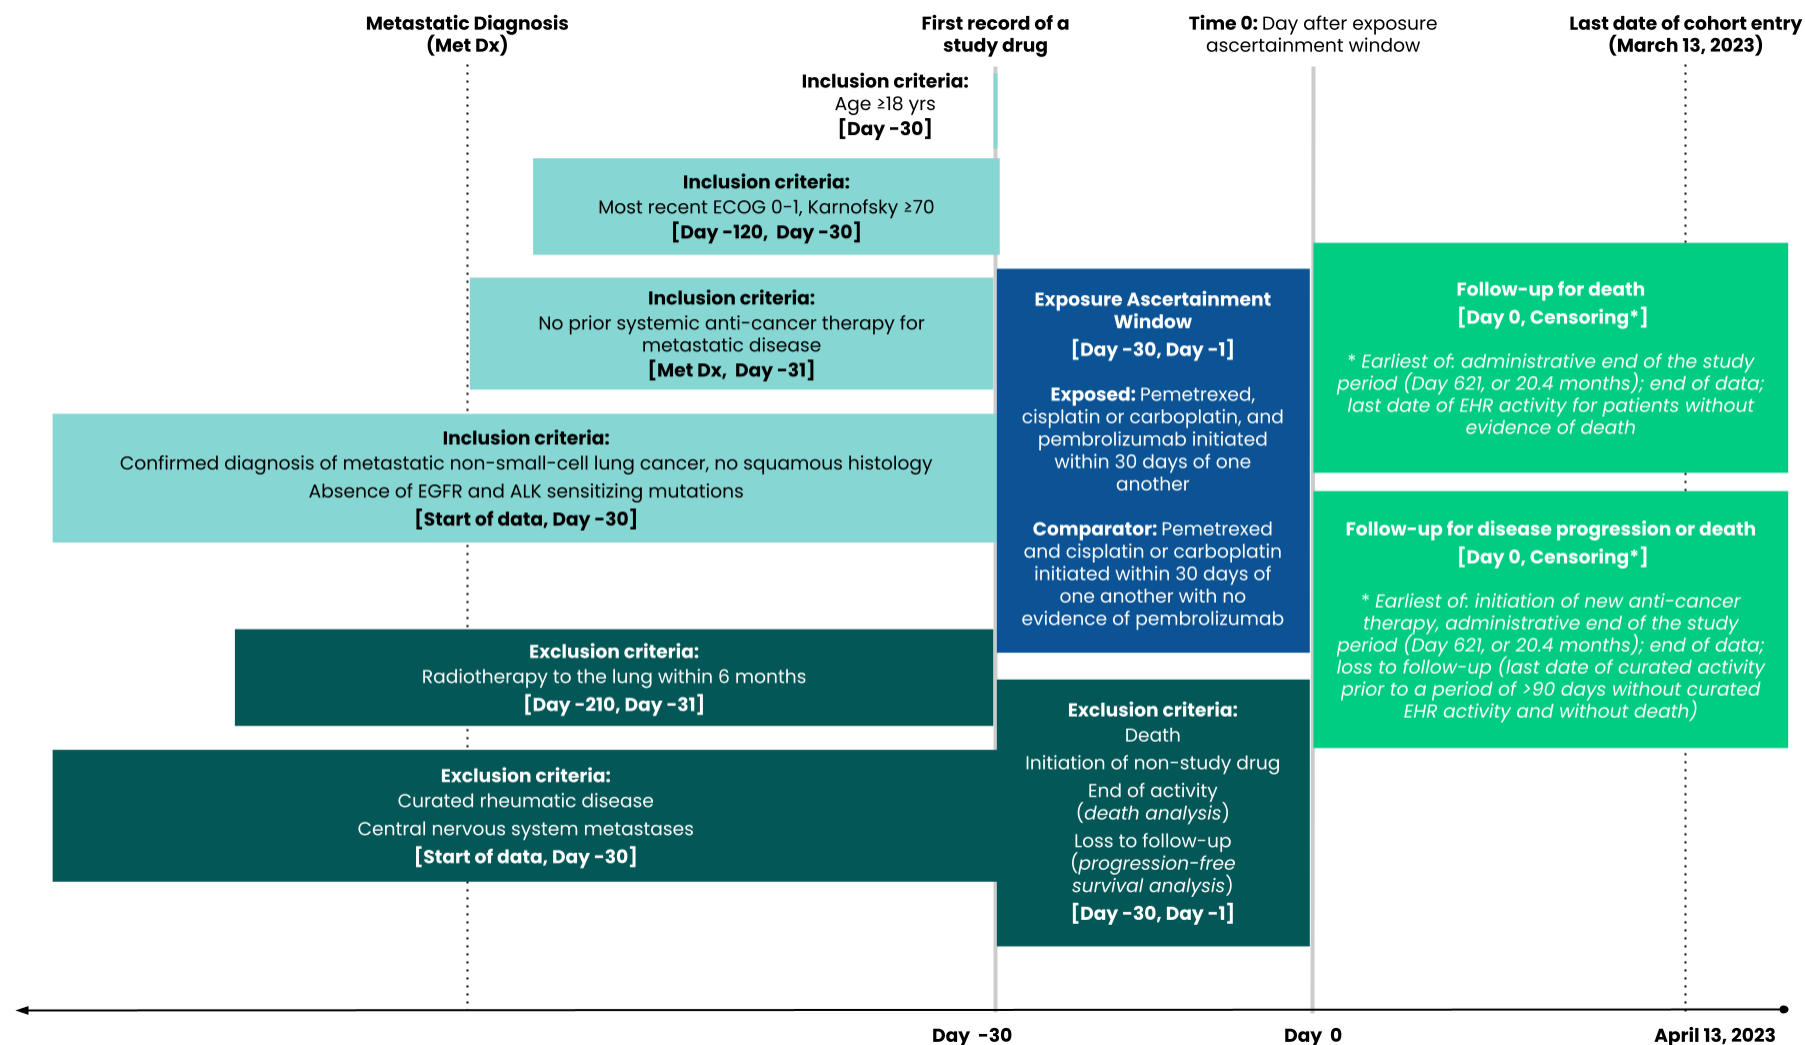 Metastatic Diagnosis
(Met Dx)
First record of a
study drug
Time 0: Day after exposure
ascertainment window
Last date of cohort entry
(March 13, 2023)
Inclusion criteria:
Age ≥18 yrs
[Day -30]
Inclusion criteria:
Most recent ECOG 0-1, Karnofsky ≥70
[Day -120, Day -30]
Inclusion criteria:
No prior systemic anti-cancer therapy for
metastatic disease
[Met Dx, Day -31]
Inclusion criteria:
Confirmed diagnosis of metastatic non-small-cell lung cancer, no squamous histology
Absence of EGFR and ALK sensitizing mutations
[Start of data, Day -30]
Exclusion criteria:
Radiotherapy to the lung within 6 months
[Day -210, Day -31]
Exclusion criteria:
Curated rheumatic disease
Central nervous system metastases
[Start of data, Day -30]
Exposure Ascertainment
Window
[Day -30, Day -1]
Exposed: Pemetrexed,
cisplatin or carboplatin, and
pembrolizumab initiated
within 30 days of one
another
Comparator: Pemetrexed
and cisplatin or carboplatin
initiated within 30 days of
one another with no
evidence of pembrolizumab
Exclusion criteria:
Death
Initiation of non-study drug
End of activity
(death analysis)
Loss to follow-up
(progression-free
survival analysis)
[Day -30, Day -1]
Follow-up for death
[Day 0, Censoring*]
* Earliest of: administrative end of the study
period (Day 621, or 20.4 months); end of data;
last date of EHR activity for patients without
evidence of death
Follow-up for disease progression or death
[Day 0, Censoring*]
* Earliest of: initiation of new anti-cancer
therapy, administrative end of the study
period (Day 621, or 20.4 months); end of data;
loss to follow-up (last date of curated activity
prior to a period of >90 days without curated
EHR activity and without death)
Day -30
Day 0
April 13, 2023